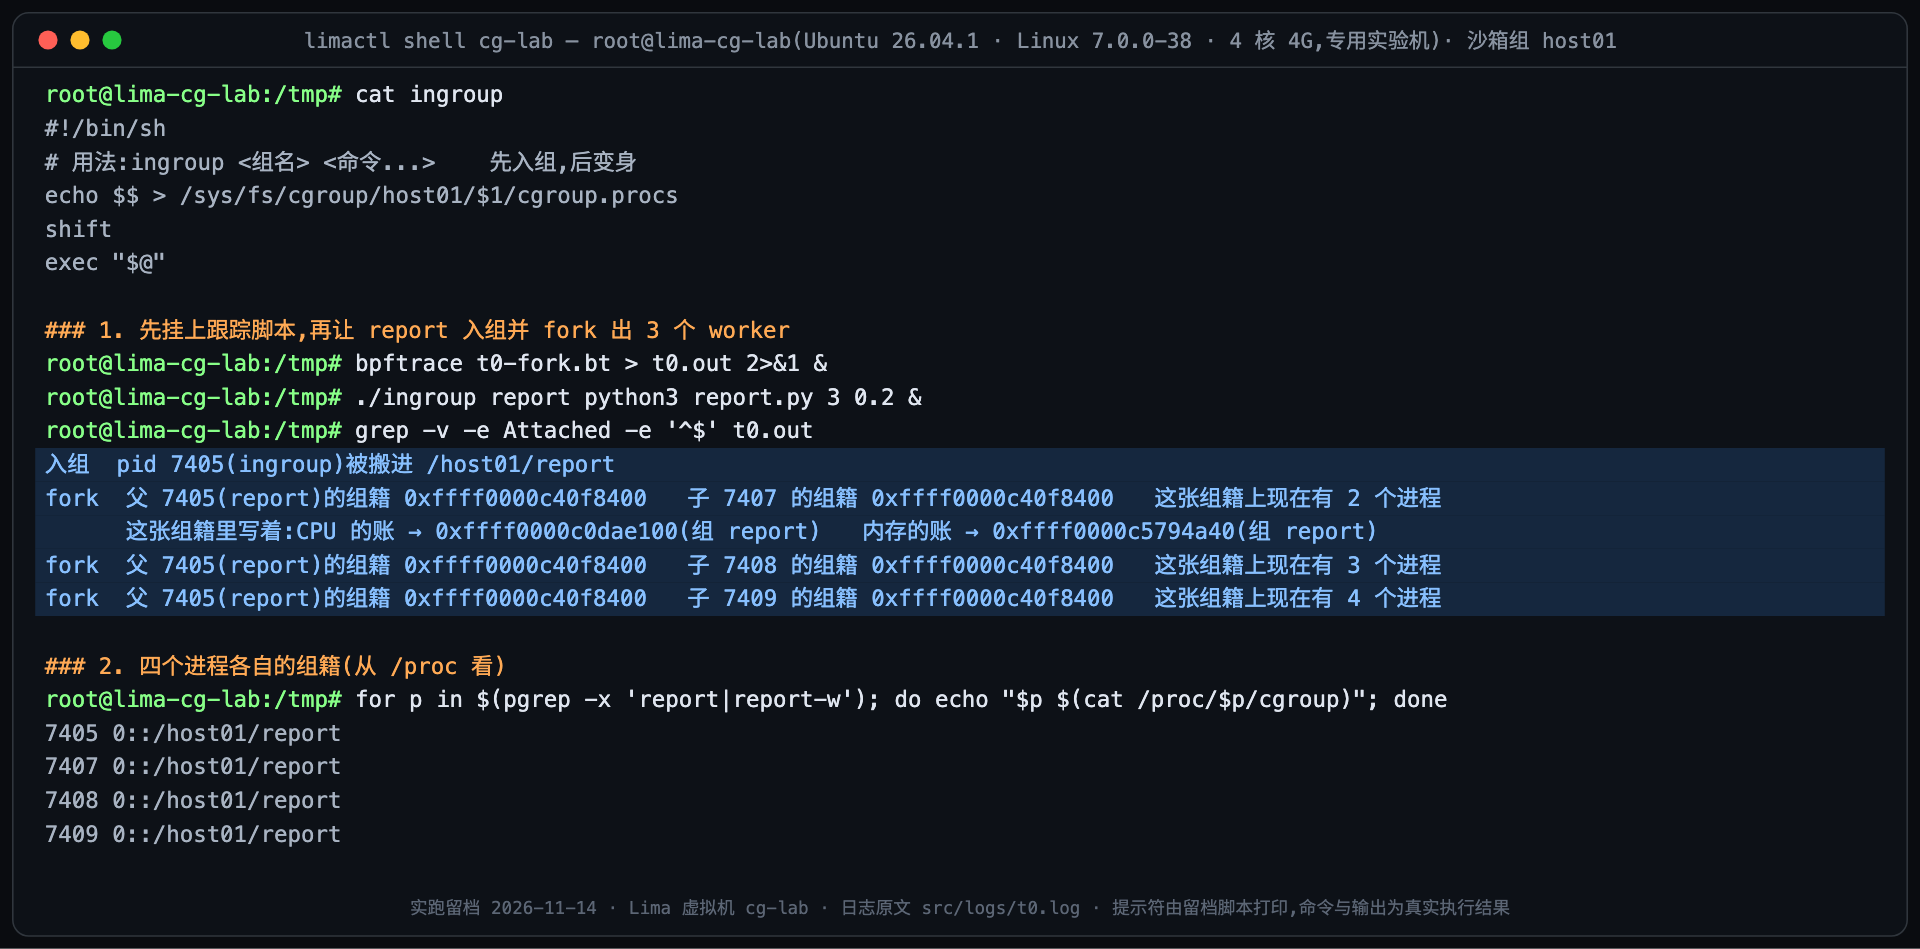 limactl shell cg-lab — root@lima-cg-lab(Ubuntu 26.04.1 · Linux 7.0.0-38 · 4 核 4G,专用实验机)· 沙箱组 host01
root@lima-cg-lab:/tmp# cat ingroup
#!/bin/sh
# 用法:ingroup <组名> <命令...>    先入组,后变身
echo $$ > /sys/fs/cgroup/host01/$1/cgroup.procs
shift
exec "$@"
### 1. 先挂上跟踪脚本,再让 report 入组并 fork 出 3 个 worker
root@lima-cg-lab:/tmp# bpftrace t0-fork.bt > t0.out 2>&1 &
root@lima-cg-lab:/tmp# ./ingroup report python3 report.py 3 0.2 &
root@lima-cg-lab:/tmp# grep -v -e Attached -e '^$' t0.out
入组  pid 7405(ingroup)被搬进 /host01/report
fork  父 7405(report)的组籍 0xffff0000c40f8400   子 7407 的组籍 0xffff0000c40f8400   这张组籍上现在有 2 个进程
      这张组籍里写着:CPU 的账 → 0xffff0000c0dae100(组 report)   内存的账 → 0xffff0000c5794a40(组 report)
fork  父 7405(report)的组籍 0xffff0000c40f8400   子 7408 的组籍 0xffff0000c40f8400   这张组籍上现在有 3 个进程
fork  父 7405(report)的组籍 0xffff0000c40f8400   子 7409 的组籍 0xffff0000c40f8400   这张组籍上现在有 4 个进程
### 2. 四个进程各自的组籍(从 /proc 看)
root@lima-cg-lab:/tmp# for p in $(pgrep -x 'report|report-w'); do echo "$p $(cat /proc/$p/cgroup)"; done
7405 0::/host01/report
7407 0::/host01/report
7408 0::/host01/report
7409 0::/host01/report
实跑留档 2026-11-14 · Lima 虚拟机 cg-lab · 日志原文 src/logs/t0.log · 提示符由留档脚本打印,命令与输出为真实执行结果